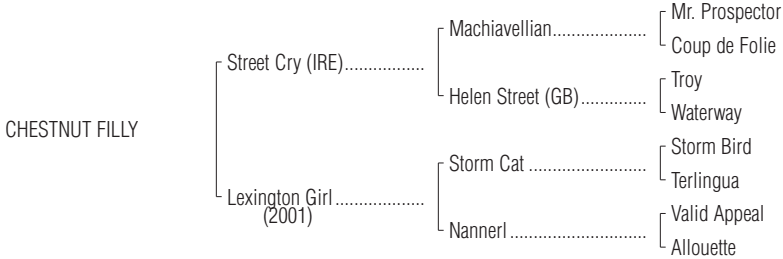 Mr. Prospector
Machiavellian....................
Coup de Folie
Street Cry (IRE).................
Troy
Helen Street (GB)..............
Waterway
CHESTNUT FILLY
Storm Bird
Storm Cat .........................
Terlingua
Lexington Girl ...................
(2001)
Valid Appeal
Nannerl .............................
Allouette